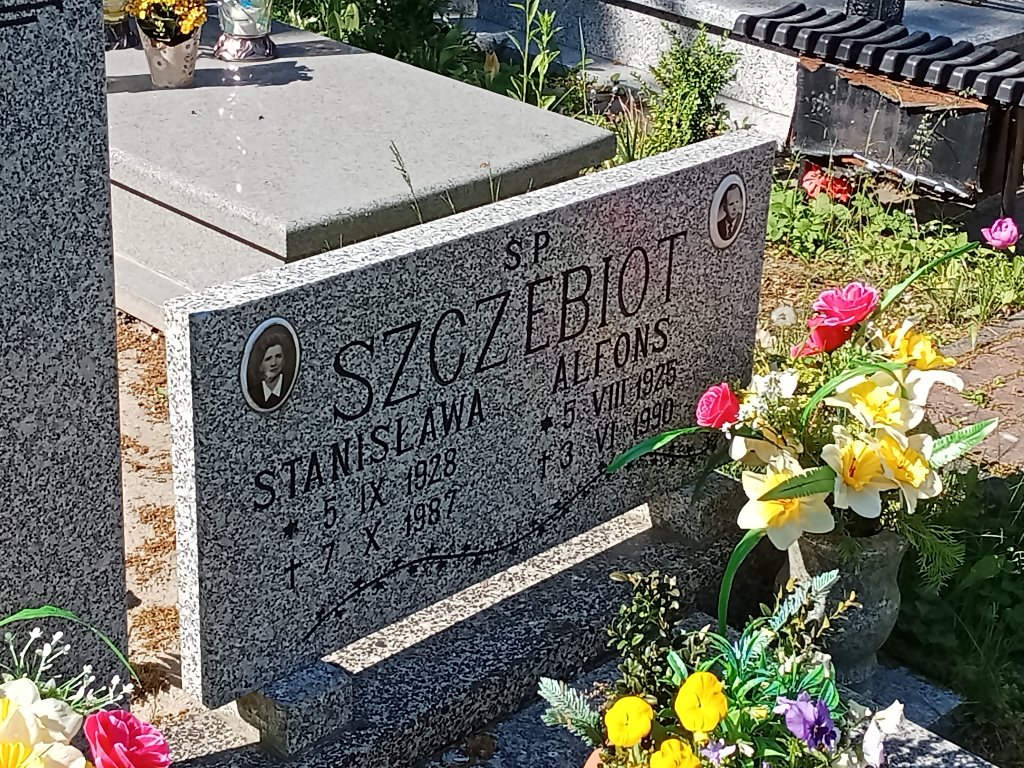 Ś.P.
SZCZEBIOT
STANISŁAWA
* 5 IX 1928
† 7 X 1987
ALFONS
* 5 VIII 1925
† 3 VI 1990